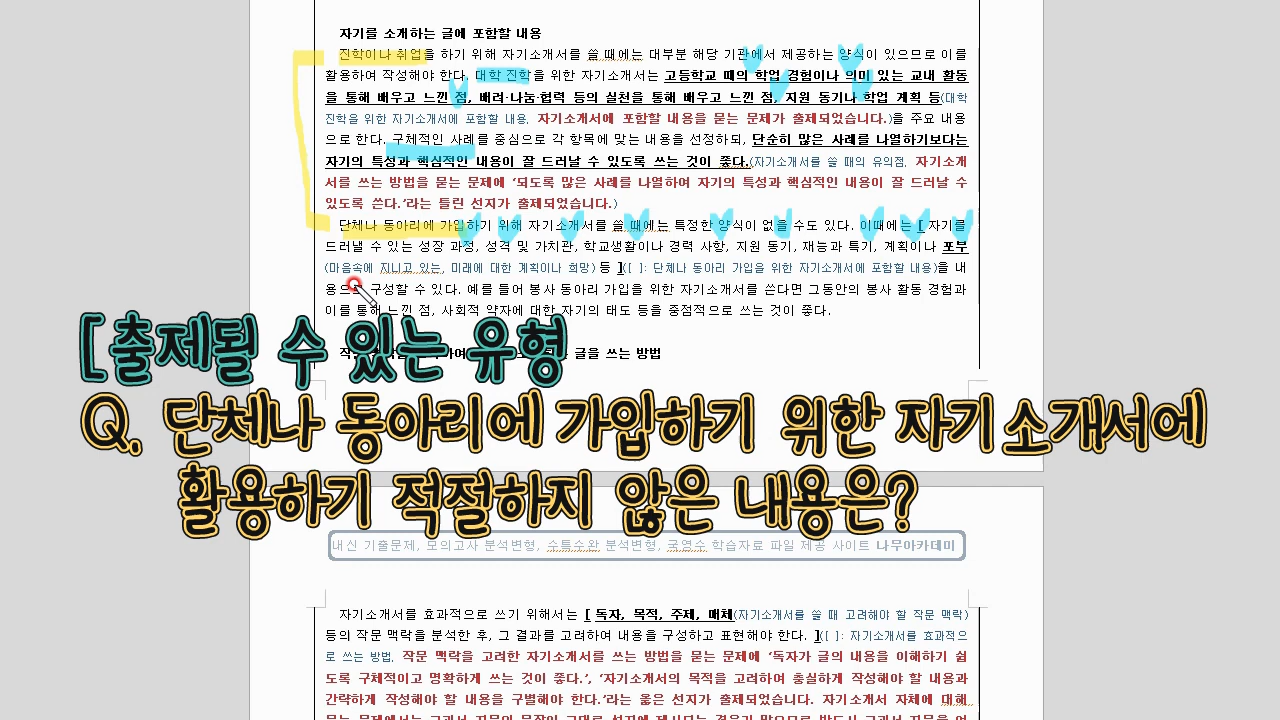 자기를 소개하는 글에 포함할 내용
진학이나 취업을 하기 위해 자기소개서를 쓸 때에는 대부분 해당 기관에서 제공하는 양식이 있으므로 이를
활용하여 작성해야 한다. 대학 진학을 위한 자기소개서는 고등학교 때의 학업 경험이나 의미 있는 교내 활동
을 통해 배우고 느낀 점, 배려·나눔·협력 등의 실천을 통해 배우고 느낀 점, 지원 동기나 학업 계획 등(대학
진학을 위한 자기소개서에 포함할 내용. 자기소개서에 포함할 내용을 묻는 문제가 출제되었습니다.)을 주요 내용
으로 한다. 구체적인 사례를 중심으로 각 항목에 맞는 내용을 선정하되, 단순히 많은 사례를 나열하기보다는
자기의 특성과 핵심적인 내용이 잘 드러날 수 있도록 쓰는 것이 좋다.(자기소개서를 쓸 때의 유의점. 자기소개
서를 쓰는 방법을 묻는 문제에 ‘되도록 많은 사례를 나열하여 자기의 특성과 핵심적인 내용이 잘 드러날 수
있도록 쓴다.’라는 틀린 선지가 출제되었습니다.)
단체나 동아리에 가입하기 위해 자기소개서를 쓸 때에는 특정한 양식이 없을 수도 있다. 이때에는 [ 자기를
드러낼 수 있는 성장 과정, 성격 및 가치관, 학교생활이나 경력 사항, 지원 동기, 재능과 특기, 계획이나 포부
(마음속에 지니고 있는, 미래에 대한 계획이나 희망) 등 ]([ ]: 단체나 동아리 가입을 위한 자기소개서에 포함할 내용)을 내
용으로 구성할 수 있다. 예를 들어 봉사 동아리 가입을 위한 자기소개서를 쓴다면 그동안의 봉사 활동 경험과
이를 통해 느낀 점, 사회적 약자에 대한 자기의 태도 등을 중점적으로 쓰는 것이 좋다.
글을 쓰는 방법
[출제될 수 있는 유형
Q. 단체나 동아리에 가입하기 위한 자기소개서에
활용하기 적절하지 않은 내용은?
내신 기출문제, 모의고사 분석변형, 수특수완 분석변형, 국영수 학습자료 파일 제공 사이트 나무아카데미
자기소개서를 효과적으로 쓰기 위해서는 [ 독자, 목적, 주제, 매체(자기소개서를 쓸 때 고려해야 할 작문 맥락)
등의 작문 맥락을 분석한 후, 그 결과를 고려하여 내용을 구성하고 표현해야 한다. ]([ ]: 자기소개서를 효과적으
로 쓰는 방법. 작문 맥락을 고려한 자기소개서를 쓰는 방법을 묻는 문제에 ‘독자가 글의 내용을 이해하기 쉽
도록 구체적이고 명확하게 쓰는 것이 좋다.’, ‘자기소개서의 목적을 고려하여 충실하게 작성해야 할 내용과
간략하게 작성해야 할 내용을 구별해야 한다.’라는 옳은 선지가 출제되었습니다. 자기소개서 자체에 대해